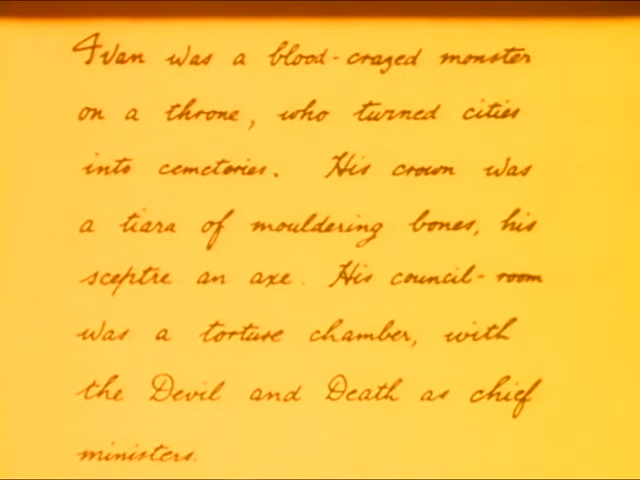 Ivan was a blood-crazed monster
on a throne, who turned cities
into cemeteries. His crown was
a tiara of mouldering bones, his
sceptre an axe. His council-room
was a torture chamber, with
the Devil and Death as chief
ministers.